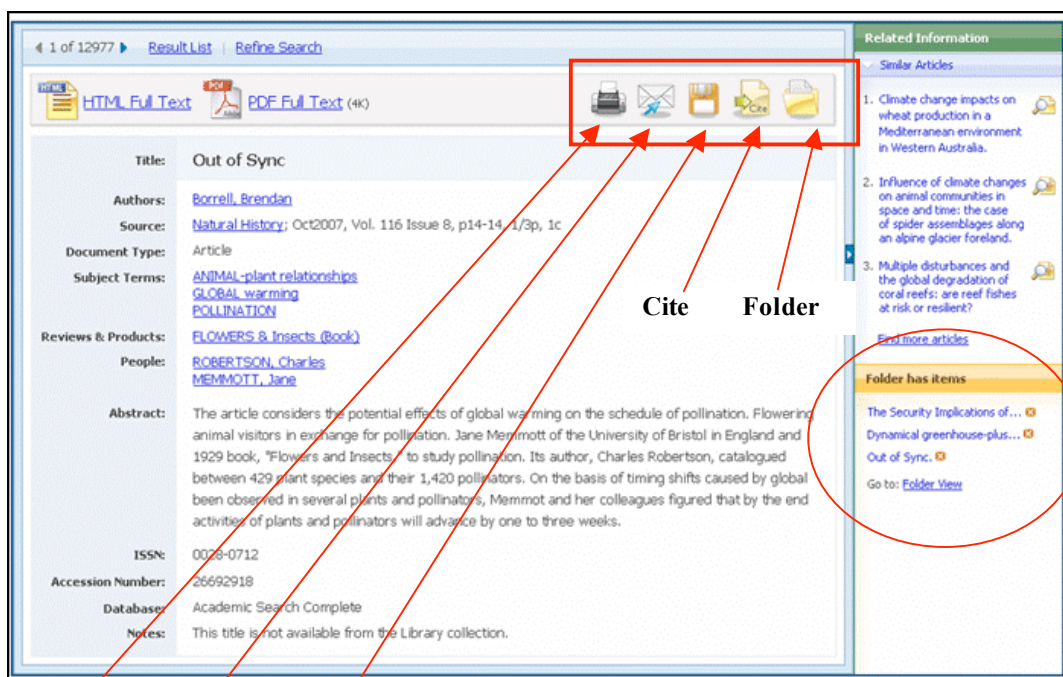 1 of 12977 Result List | Refine Search
HTML HTML Full Text PDF PDF Full Text (4K)
Cite
Title: Out of Sync
Authors: Borrell, Brendan
Source: Natural History; Oct2007, Vol. 116 Issue 8, p14-14, 1/3p, 1c
Document Type: Article
Subject Terms: ANIMAL-plant relationships
GLOBAL warming
POLLINATION
Reviews & Products: FLOWERS & Insects (Book)
People: ROBERTSON, Charles
MEMMOTT, Jane
Abstract: The article considers the potential effects of global warming on the schedule of pollination. Flowering
animal visitors in exchange for pollination. Jane Memmott of the University of Bristol in England and
1929 book, "Flowers and Insects," to study pollination. Its author, Charles Robertson, catalogued
between 429 plant species and their 1,420 pollinators. On the basis of timing shifts caused by global
been observed in several plants and pollinators, Memmot and her colleagues figured that by the end
activities of plants and pollinators will advance by one to three weeks.
ISSN: 0028-0712
Accession Number: 26692918
Database: Academic Search Complete
Notes: This title is not available from the Library collection.
Cite Folder
Related Information
Similar Articles
1. Climate change impacts on
wheat production in a
Mediterranean environment
in Western Australia.
2. Influence of climate changes
on animal communities in
space and time: the case
of spider assemblages along
an alpine glacier foreland.
3. Multiple disturbances and
the global degradation of
coral reefs: are reef fishes
at risk or resilient?
Find more articles
Folder has items
The Security Implications of...
Dynamical greenhouse-plus...
Out of Sync.
Go to: Folder View